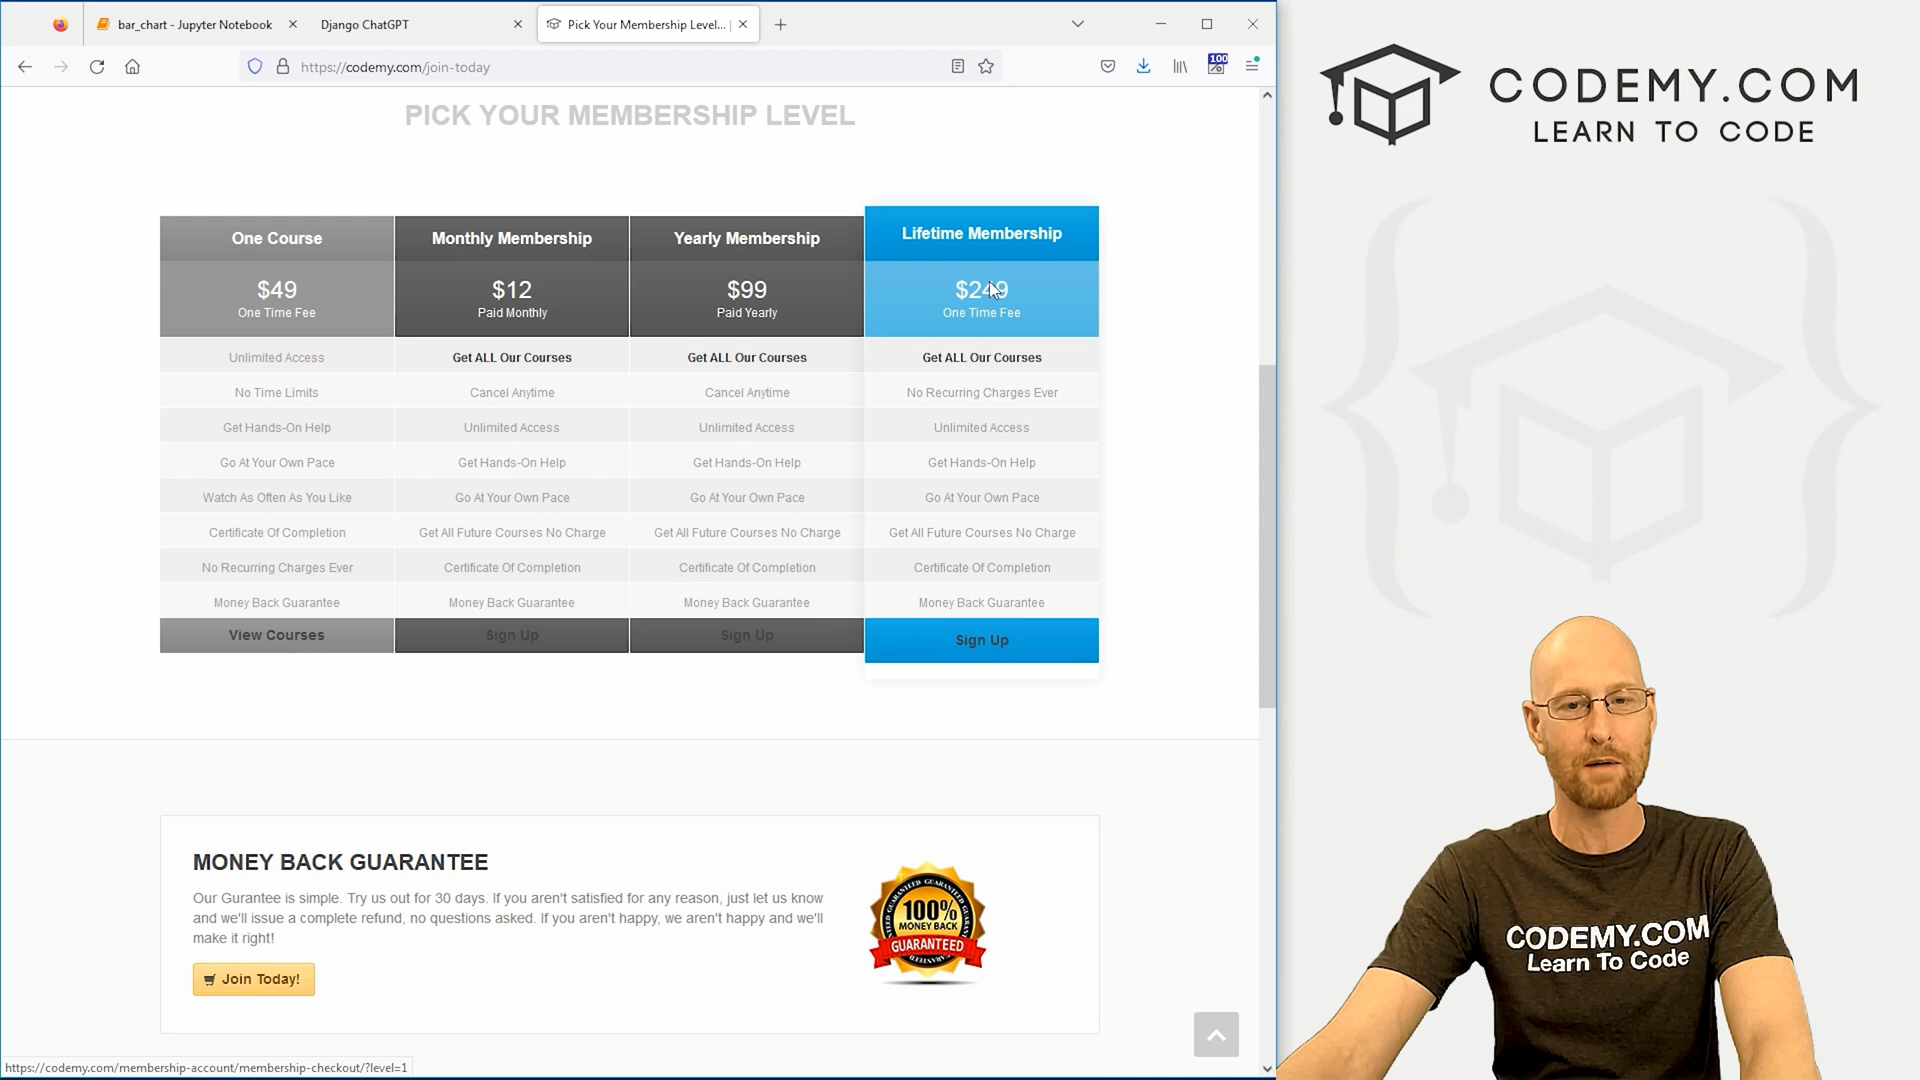 bar_chart - Jupyter Notebook
Django ChatGPT
Pick Your Membership Level... |
https://codemy.com/join-today
100
PICK YOUR MEMBERSHIP LEVEL
One Course
Monthly Membership
Yearly Membership
Lifetime Membership
$49
$12
$99
$249
One Time Fee
Paid Monthly
Paid Yearly
One Time Fee
Unlimited Access
Get ALL Our Courses
Get ALL Our Courses
Get ALL Our Courses
No Time Limits
Cancel Anytime
Cancel Anytime
No Recurring Charges Ever
Get Hands-On Help
Unlimited Access
Unlimited Access
Unlimited Access
Go At Your Own Pace
Get Hands-On Help
Get Hands-On Help
Get Hands-On Help
Watch As Often As You Like
Go At Your Own Pace
Go At Your Own Pace
Go At Your Own Pace
Certificate Of Completion
Get All Future Courses No Charge
Get All Future Courses No Charge
Get All Future Courses No Charge
No Recurring Charges Ever
Certificate Of Completion
Certificate Of Completion
Certificate Of Completion
Money Back Guarantee
Money Back Guarantee
Money Back Guarantee
Money Back Guarantee
View Courses
Sign Up
Sign Up
Sign Up
MONEY BACK GUARANTEE
Our Gurantee is simple. Try us out for 30 days. If you aren't satisfied for any reason, just let us know
and we'll issue a complete refund, no questions asked. If you aren't happy, we aren't happy and we'll
make it right!
Join Today!
100%
MONEY BACK
GUARANTEED
https://codemy.com/membership-account/membership-checkout/?level=1
CODEMY.COM
LEARN TO CODE
CODEMY.COM
Learn To Code